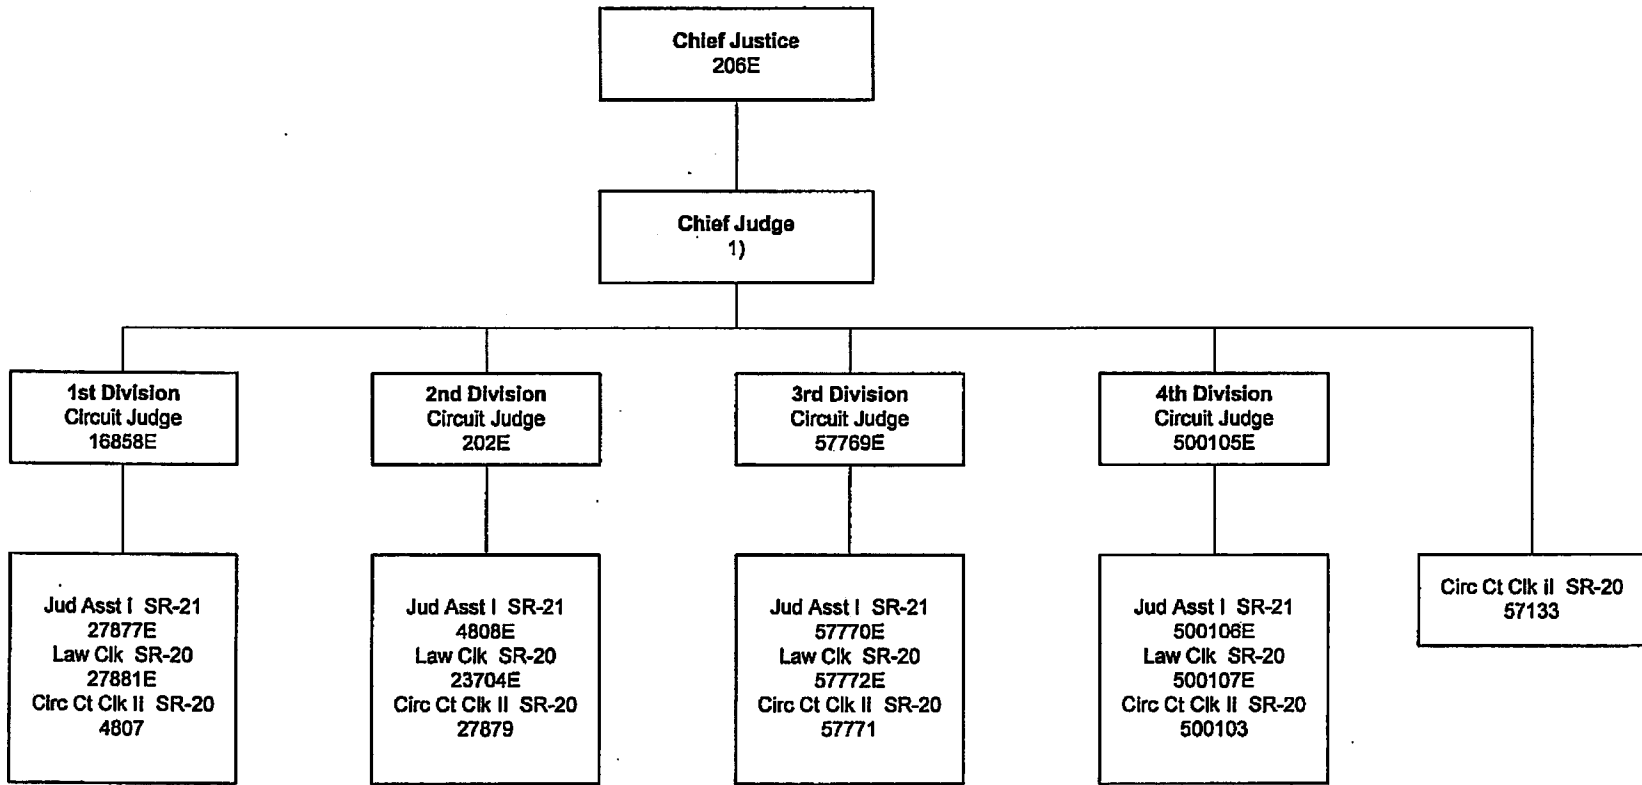 Chief Justice
206E
Chief Judge
1)
1st Division
Circuit Judge
16858E
2nd Division
Circuit Judge
202E
3rd Division
Circuit Judge
57769E
4th Division
Circuit Judge
500105E
Jud Asst I SR-21
27877E
Law Clk SR-20
27881E
Circ Ct Clk II SR-20
4807
Jud Asst I SR-21
4808E
Law Clk SR-20
23704E
Circ Ct Clk II SR-20
27879
Jud Asst I SR-21
57770E
Law Clk SR-20
57772E
Circ Ct Clk II SR-20
57771
Jud Asst I SR-21
500106E
Law Clk SR-20
500107E
Circ Ct Clk II SR-20
500103
Circ Ct Clk II SR-20
57133